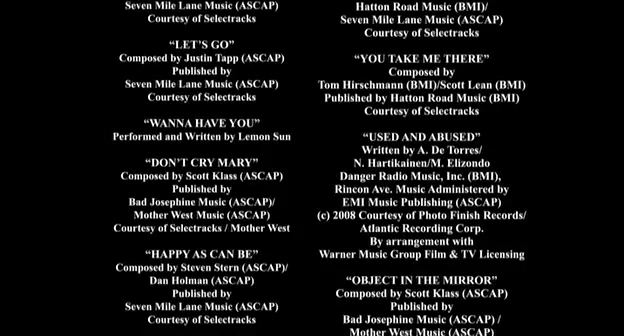 Seven Mile Lane Music (ASCAP)
Courtesy of Selectracks
“LET’S GO”
Composed by Justin Tapp (ASCAP)
Published by
Seven Mile Lane Music (ASCAP)
Courtesy of Selectracks
“WANNA HAVE YOU”
Performed and Written by Lemon Sun
“DON’T CRY MARY”
Composed by Scott Klass (ASCAP)
Published by
Bad Josephine Music (ASCAP)/
Mother West Music (ASCAP)
Courtesy of Selectracks / Mother West
“HAPPY AS CAN BE”
Composed by Steven Stern (ASCAP)/
Dan Holman (ASCAP)
Published by
Seven Mile Lane Music (ASCAP)
Courtesy of Selectracks
Hatton Road Music (BMI)/
Seven Mile Lane Music (ASCAP)
Courtesy of Selectracks
“YOU TAKE ME THERE”
Composed by
Tom Hirschmann (BMI)/Scott Lean (BMI)
Published by Hatton Road Music (BMI)
Courtesy of Selectracks
“USED AND ABUSED”
Written by A. De Torres/
N. Hartikainen/M. Elizondo
Danger Radio Music, Inc. (BMI),
Rincon Ave. Music Administered by
EMI Music Publishing (ASCAP)
(c) 2008 Courtesy of Photo Finish Records/
Atlantic Recording Corp.
By arrangement with
Warner Music Group Film & TV Licensing
“OBJECT IN THE MIRROR”
Composed by Scott Klass (ASCAP)
Published by
Bad Josephine Music (ASCAP) /
Mother West Music (ASCAP)